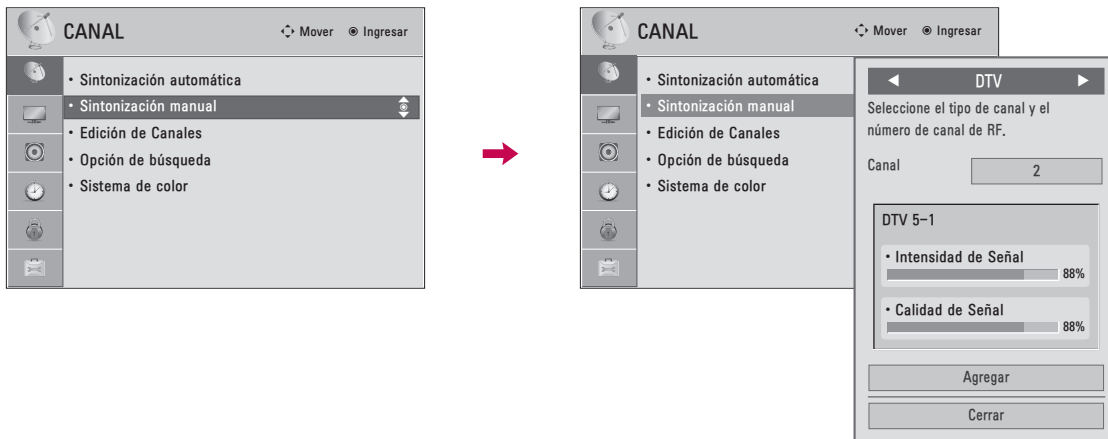 CANAL
Mover
Ingresar
• Sintonización automática
• Sintonización manual
• Edición de Canales
• Opción de búsqueda
• Sistema de color
CANAL
Mover
Ingresar
• Sintonización automática
• Sintonización manual
• Edición de Canales
• Opción de búsqueda
• Sistema de color
DTV
Seleccione el tipo de canal y el
número de canal de RF.
Canal
2
DTV 5-1
• Intensidad de Señal
88%
• Calidad de Señal
88%
Agregar
Cerrar